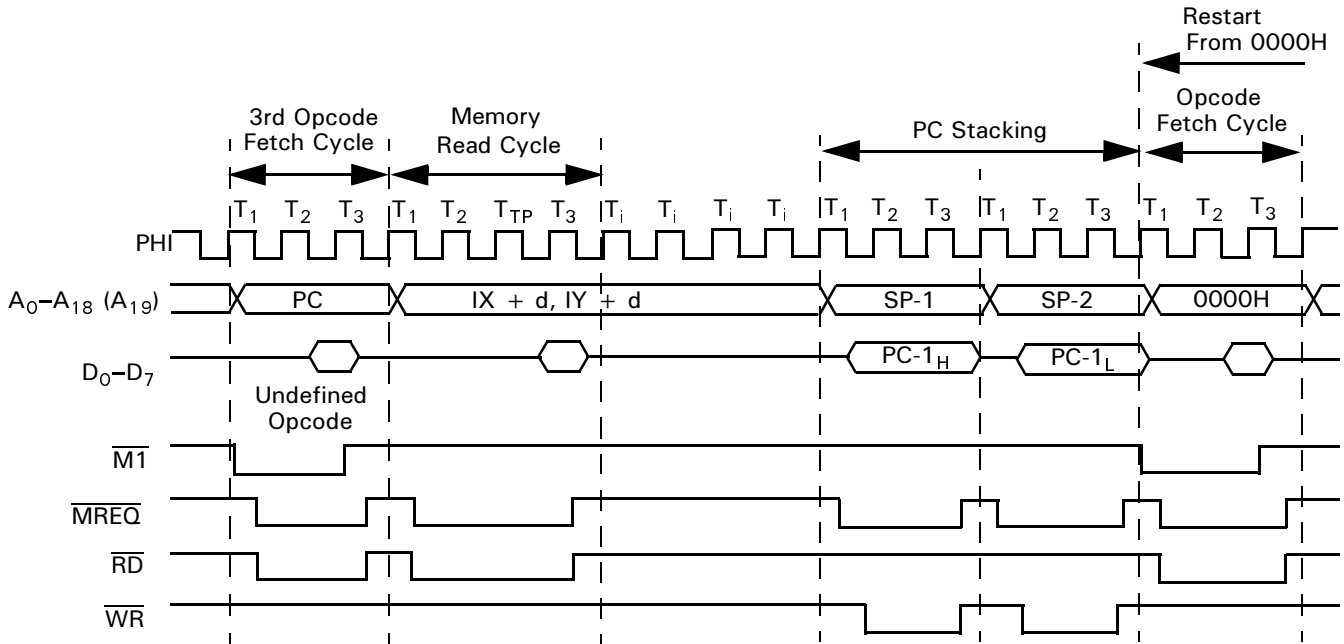 Restart
From 0000H
3rd Opcode
Fetch Cycle
Memory
Read Cycle
PC Stacking
Opcode
Fetch Cycle
T1 T2 T3 T1 T2 TTP T3 Ti Ti Ti Ti T1 T2 T3 T1 T2 T3 T1 T2 T3
PHI
A0–A18 (A19) PC IX + d, IY + d SP-1 SP-2 0000H
D0–D7 PC-1H PC-1L
Undefined
Opcode
M1
MREQ
RD
WR